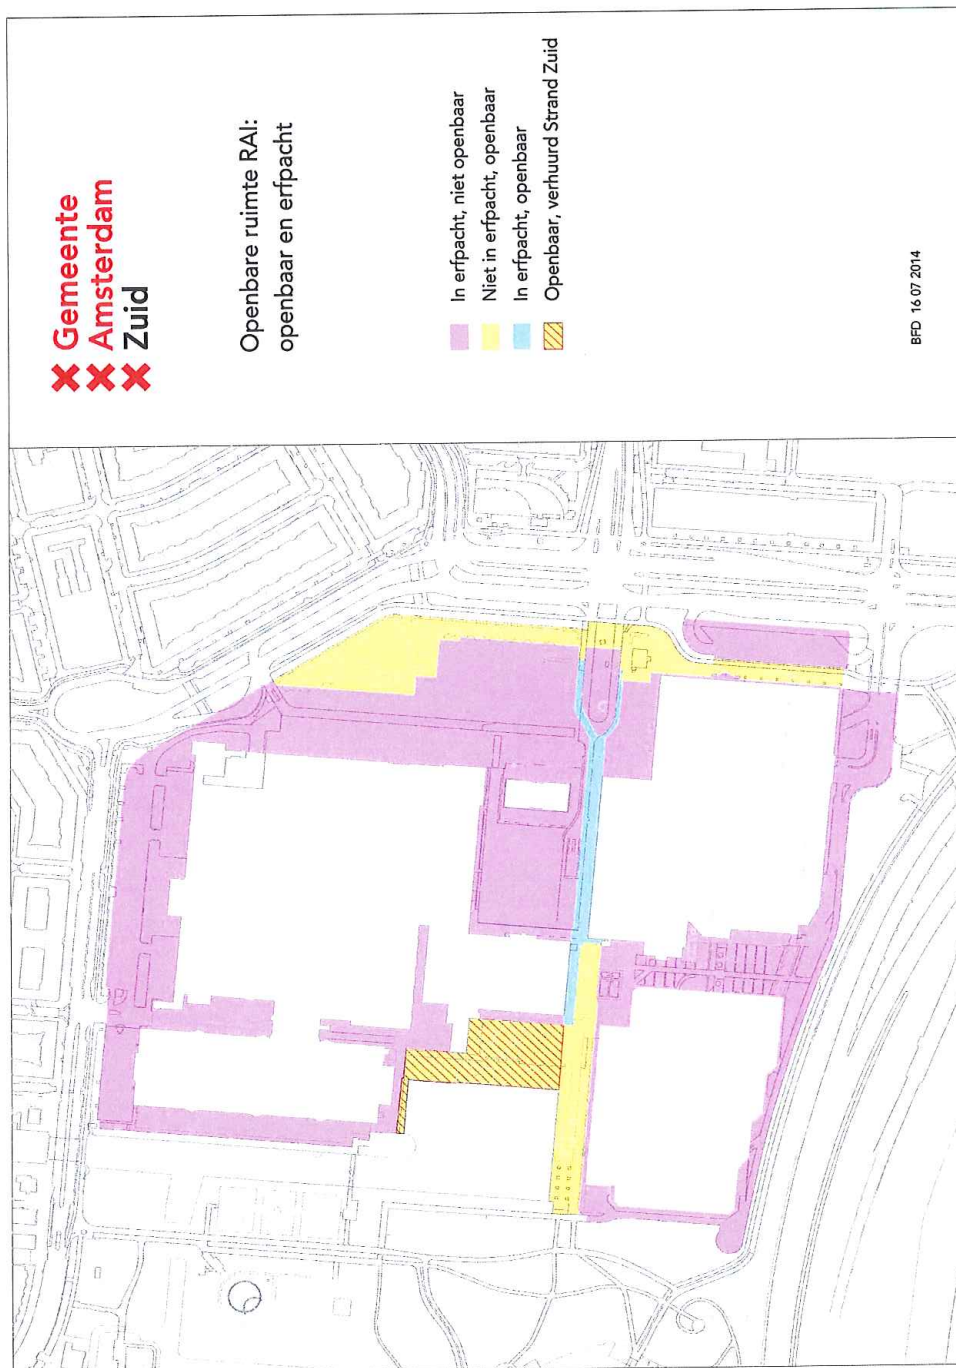 Gemeente
Amsterdam
Zuid
Openbare ruimte RAI:
openbaar en erfpacht
In erfpacht, niet openbaar
Niet in erfpacht, openbaar
In erfpacht, openbaar
Openbaar, verhuurd Strand Zuid
BFD 16 07 2014